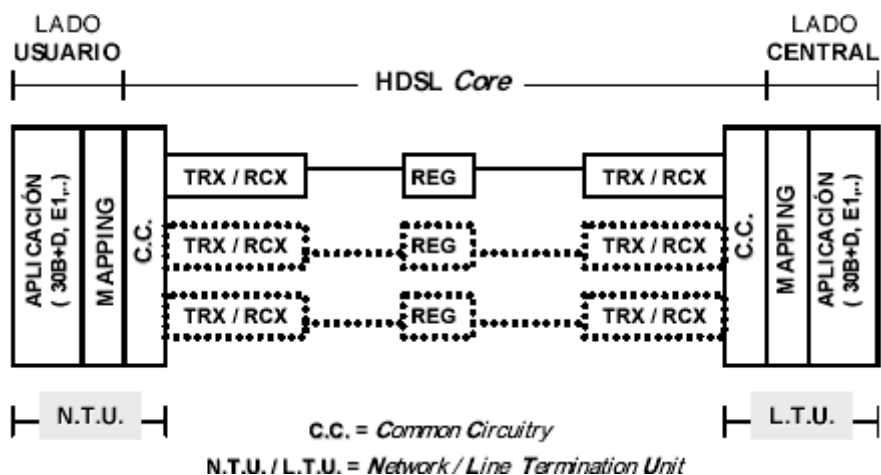 LADO
USUARIO
LADO
CENTRAL
HDSL Core
APLICACIÓN
( 30B+D, E1,..)
MAPPING
C.C.
TRX / RCX
REG
TRX / RCX
TRX / RCX
REG
TRX / RCX
TRX / RCX
REG
TRX / RCX
C.C.
MAPPING
APLICACIÓN
( 30B+D, E1,..)
N.T.U.
L.T.U.
C.C. = Common Circuitry
N.T.U. / L.T.U. = Network / Line Termination Unit